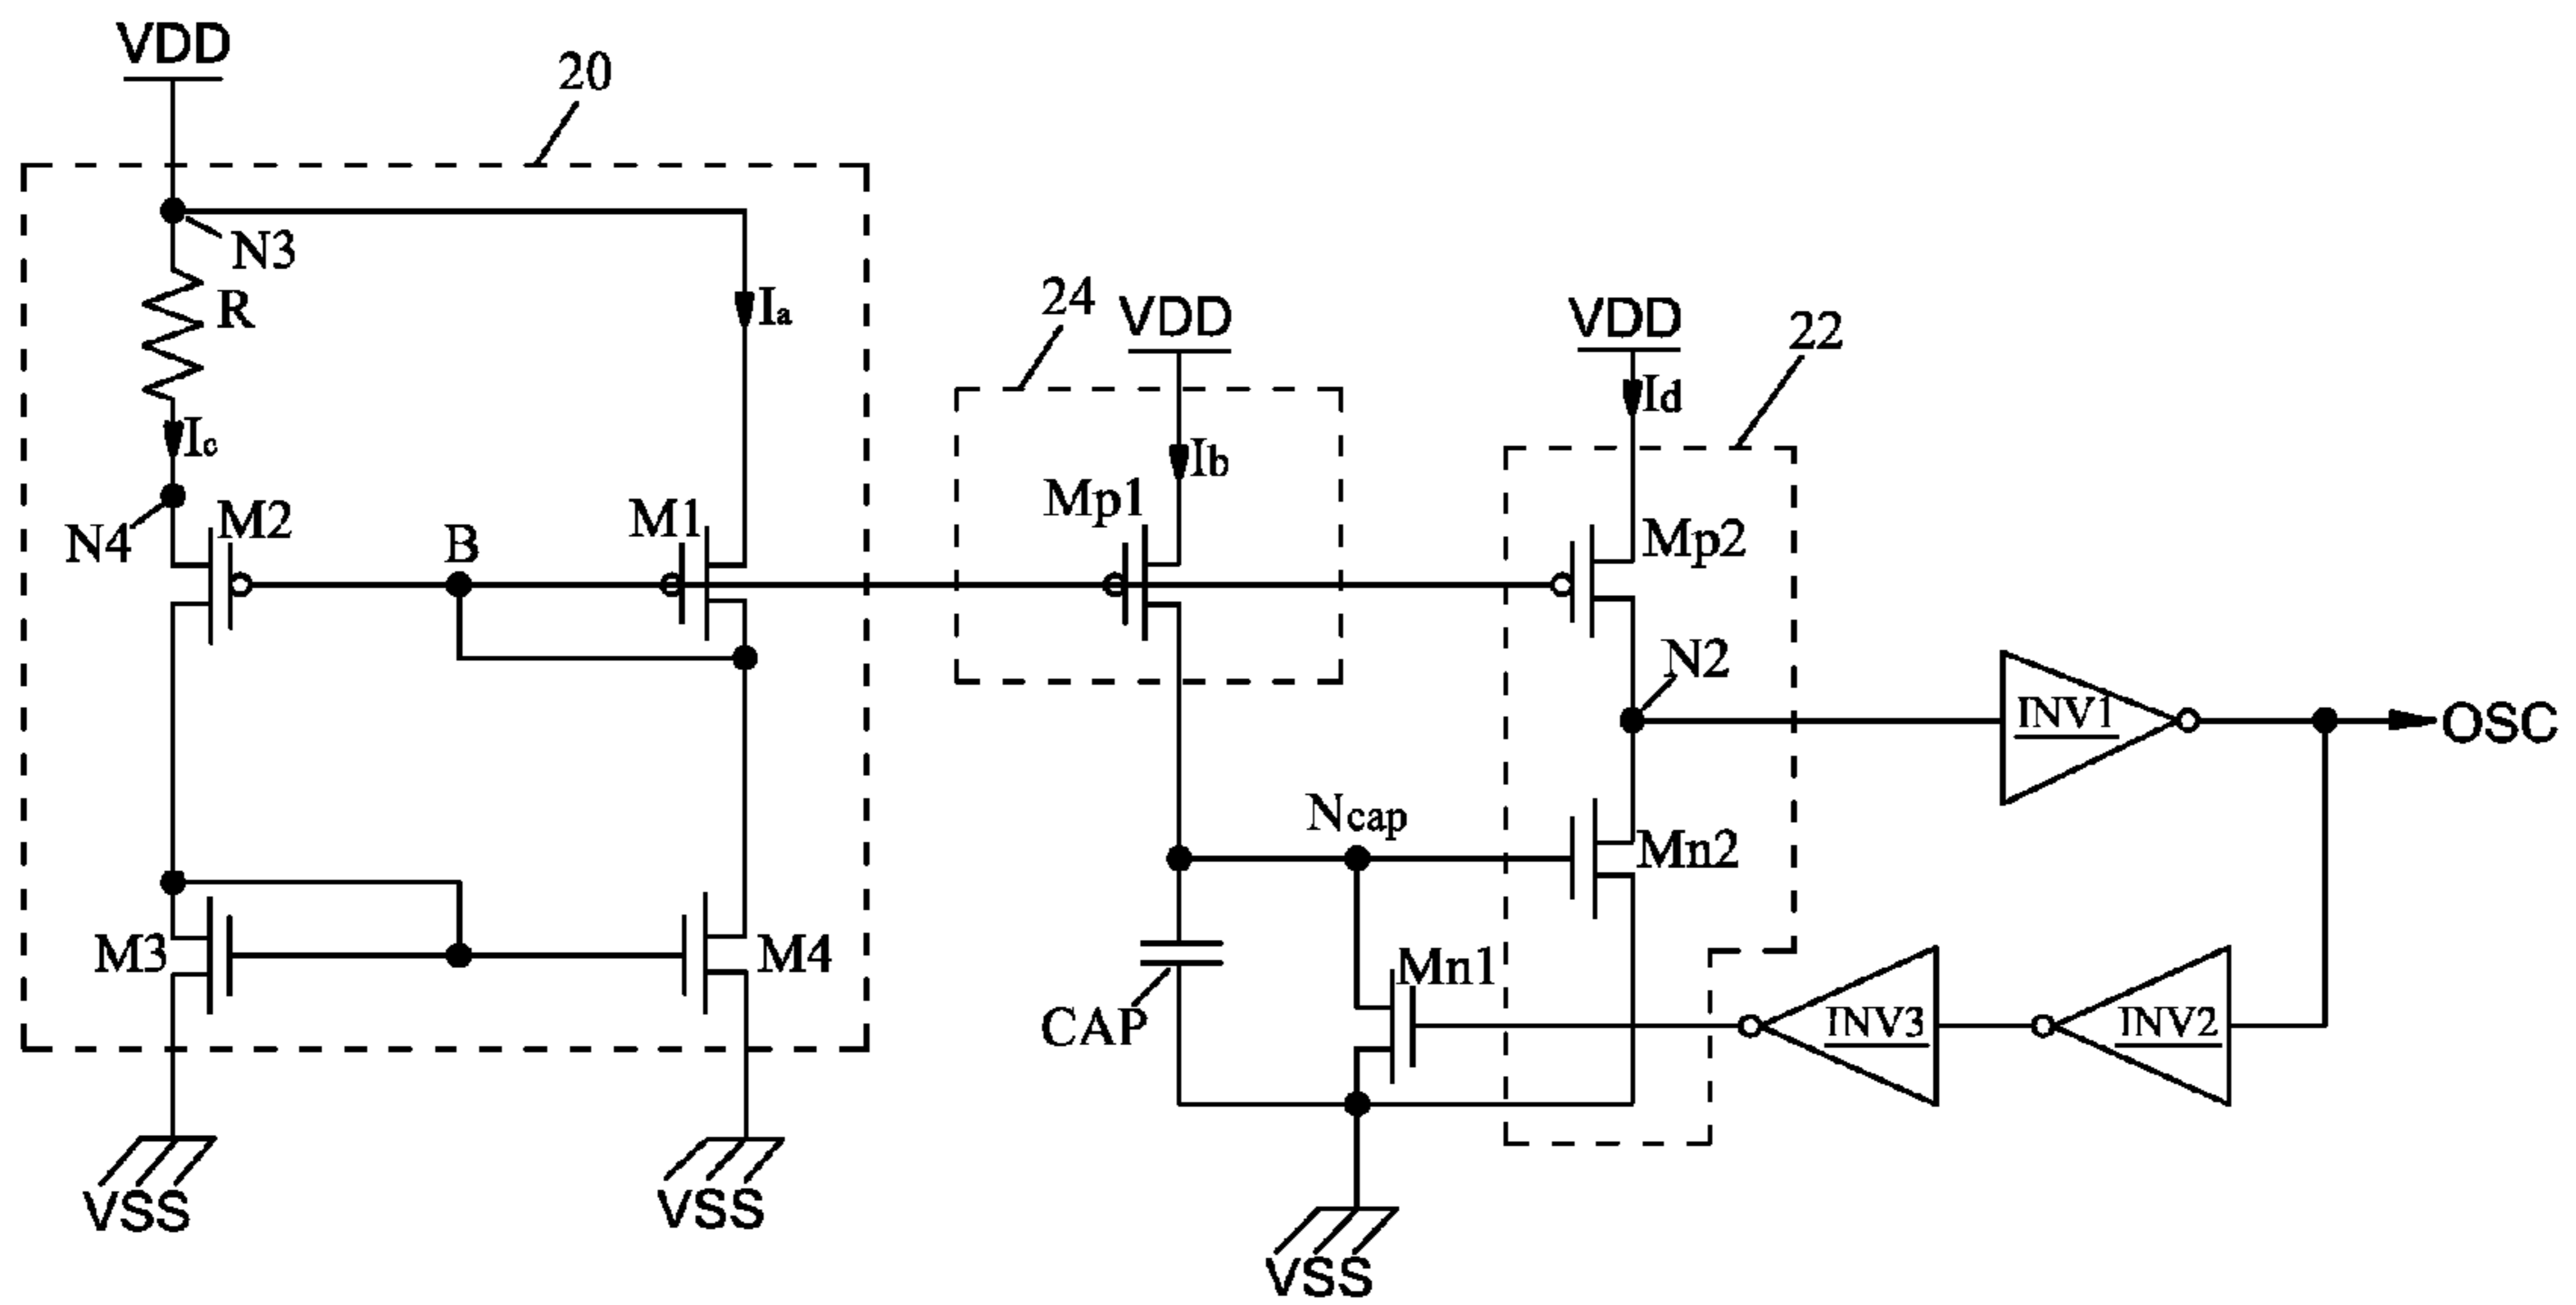 VDD
20
N3
R
Ia
Ic
N4
M2
B
M1
M3
M4
VSS
VSS
24
VDD
Ib
Mp1
VDD
Id
22
Mp2
N2
INV1
OSC
Ncap
Mn2
CAP
Mn1
INV3
INV2
VSS